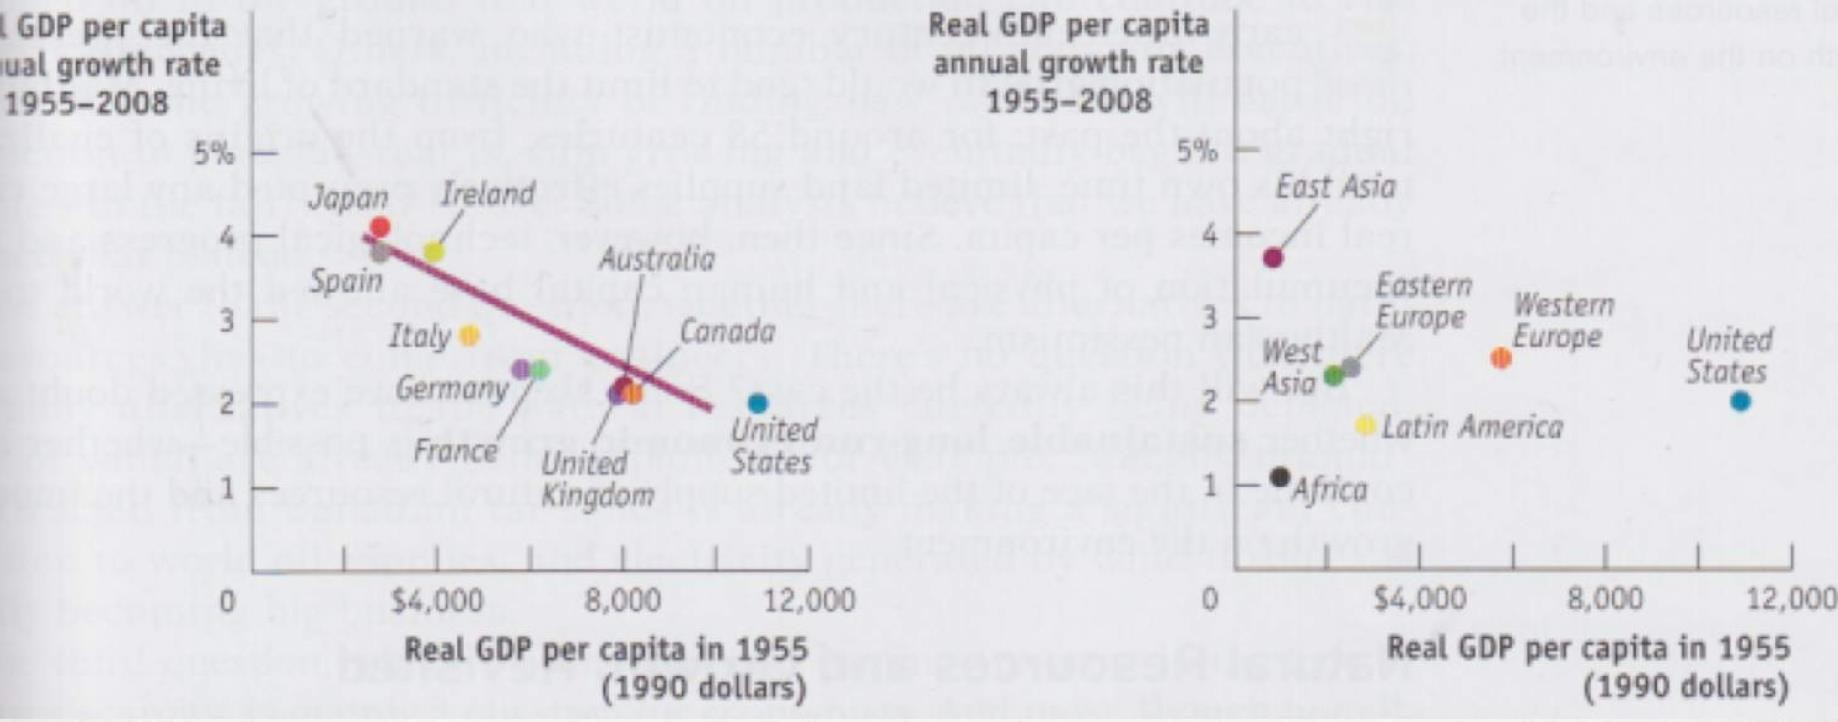 l GDP per capita
ual growth rate
1955–2008
5%
4
3
2
1
0
$4,000
8,000
12,000
Japan
Ireland
Spain
Australia
Italy
Canada
Germany
France
United
Kingdom
United
States
Real GDP per capita in 1955
(1990 dollars)
Real GDP per capita
annual growth rate
1955–2008
5%
4
3
2
1
0
$4,000
8,000
12,000
East Asia
Eastern
Europe
Western
Europe
West
Asia
United
States
Latin America
Africa
Real GDP per capita in 1955
(1990 dollars)